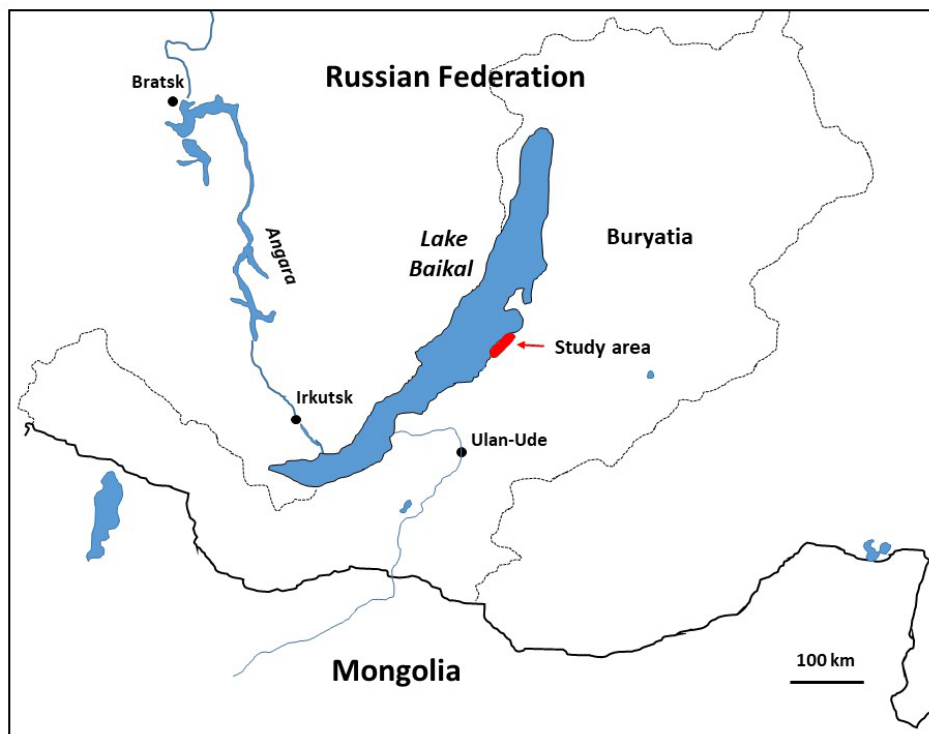 Russian Federation
Bratsk
Angara
Lake
Baikal
Buryatia
Study area
Irkutsk
Ulan-Ude
Mongolia
100 km